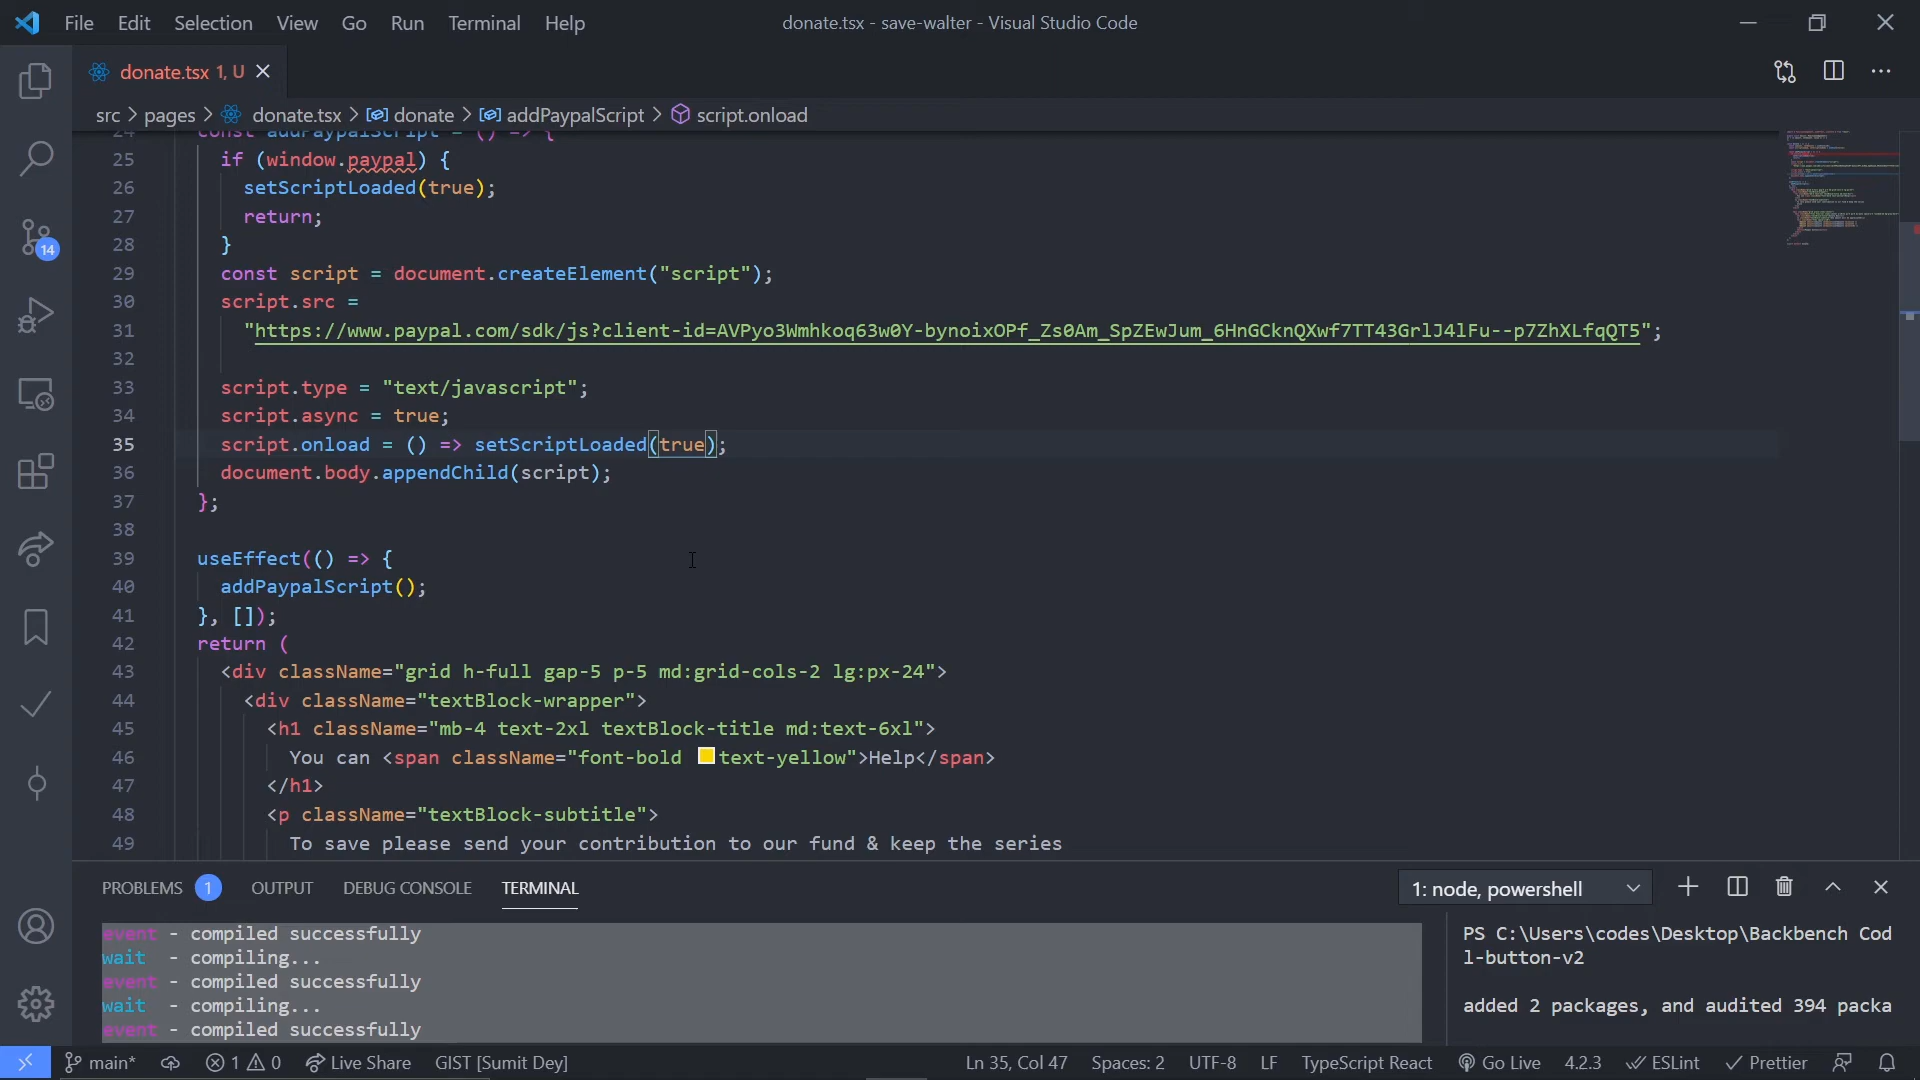 File Edit Selection View Go Run Terminal Help
donate.tsx - save-walter - Visual Studio Code
donate.tsx 1, U
src > pages > donate.tsx > donate > addPaypalScript > script.onload
24 const addPaypalScript = () => {
25 if (window.paypal) {
26 setScriptLoaded(true);
27 return;
28 }
29 const script = document.createElement("script");
30 script.src =
31 "https://www.paypal.com/sdk/js?client-id=AVPyo3Wmhkoq63w0Y-bynoixOPf_Zs0Am_SpZEwJum_6HnGCknQXwf7TT43GrlJ4lFu--p7ZhXLfqQT5";
32
33 script.type = "text/javascript";
34 script.async = true;
35 script.onload = () => setScriptLoaded(true);
36 document.body.appendChild(script);
37 };
38
39 useEffect(() => {
40 addPaypalScript();
41 }, []);
42 return (
43 <div className="grid h-full gap-5 p-5 md:grid-cols-2 lg:px-24">
44 <div className="textBlock-wrapper">
45 <h1 className="mb-4 text-2xl textBlock-title md:text-6xl">
46 You can <span className="font-bold text-yellow">Help</span>
47 </h1>
48 <p className="textBlock-subtitle">
49 To save please send your contribution to our fund & keep the series
14
PROBLEMS 1 OUTPUT DEBUG CONSOLE TERMINAL
1: node, powershell
event - compiled successfully
wait - compiling...
event - compiled successfully
wait - compiling...
event - compiled successfully
PS C:\Users\codes\Desktop\Backbench Cod
l-button-v2
added 2 packages, and audited 394 packa
main* 1 0 Live Share GIST [Sumit Dey] Ln 35, Col 47 Spaces: 2 UTF-8 LF TypeScript React Go Live 4.2.3 ESLint Prettier